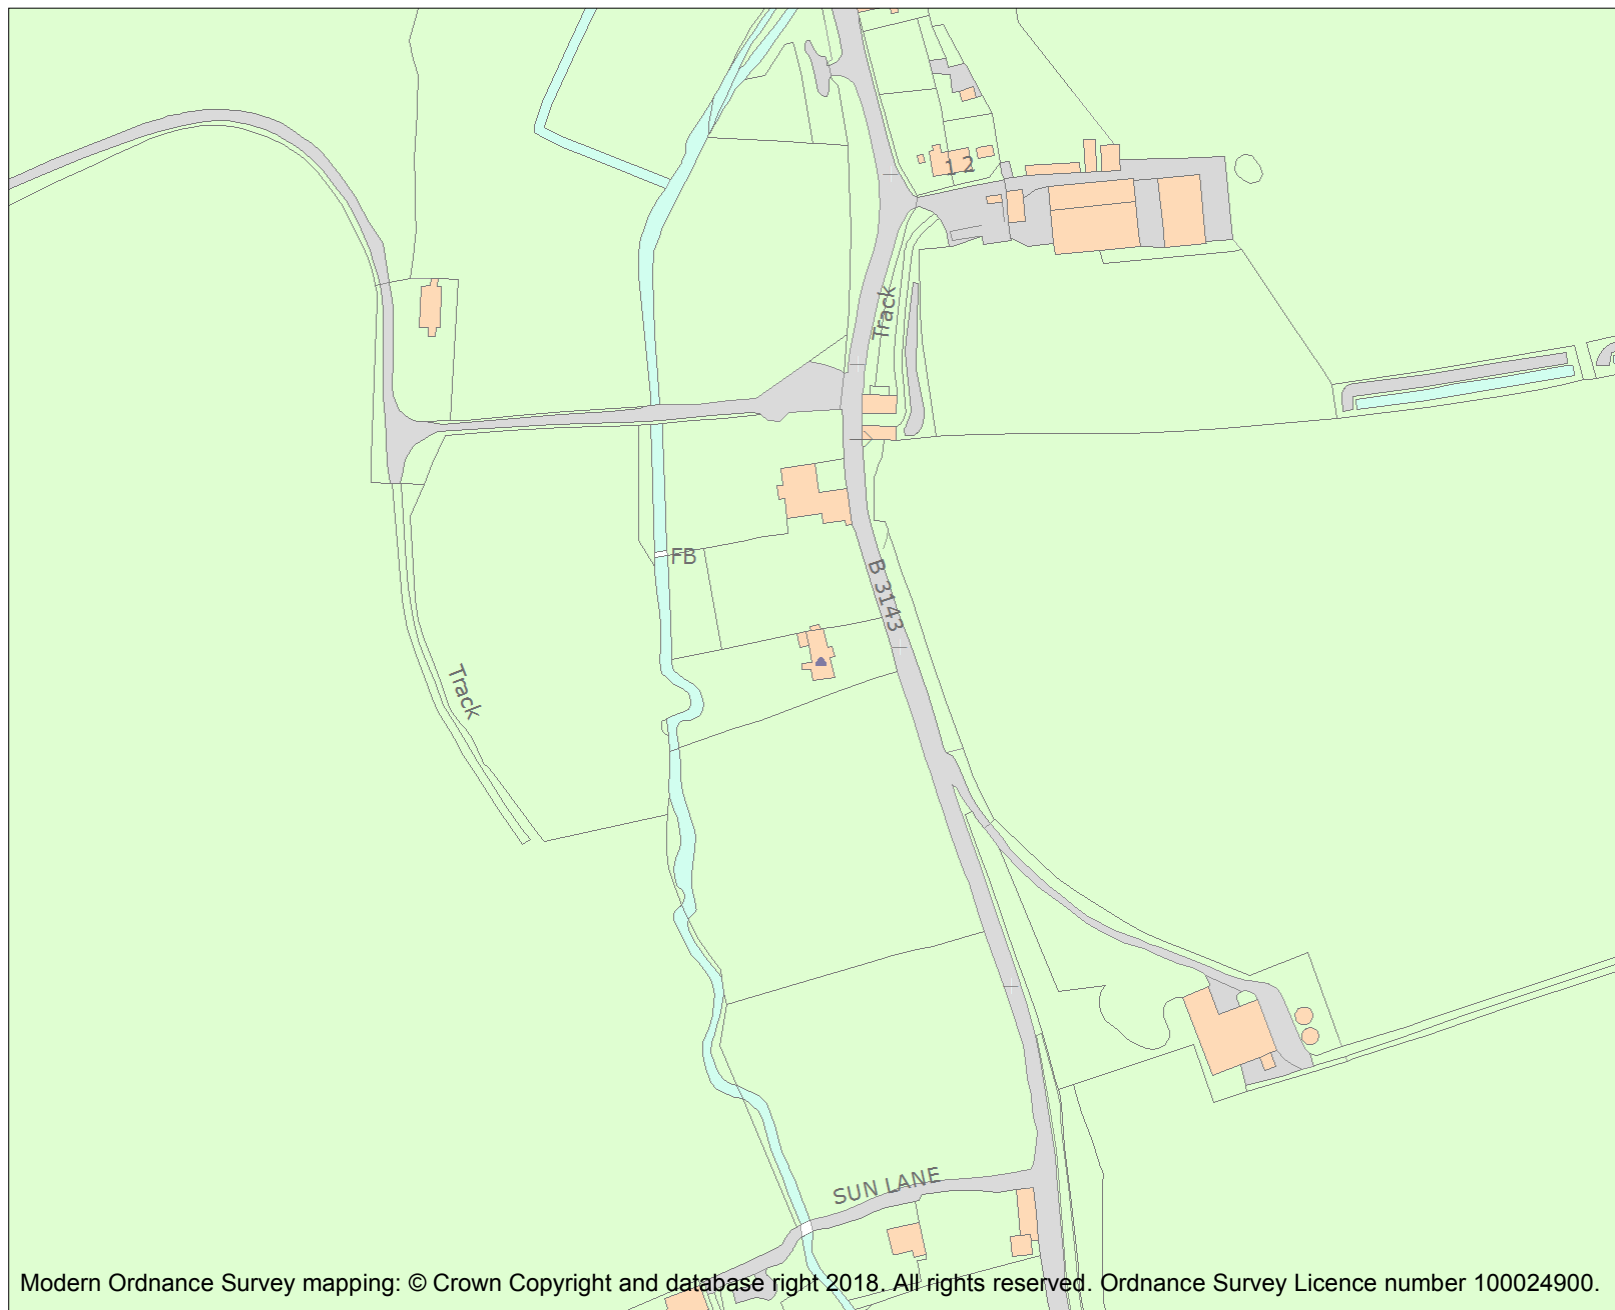 1 2
Track
FB
B 3143
Track
SUN LANE
Modern Ordnance Survey mapping: © Crown Copyright and database right 2018. All rights reserved. Ordnance Survey Licence number 100024900.